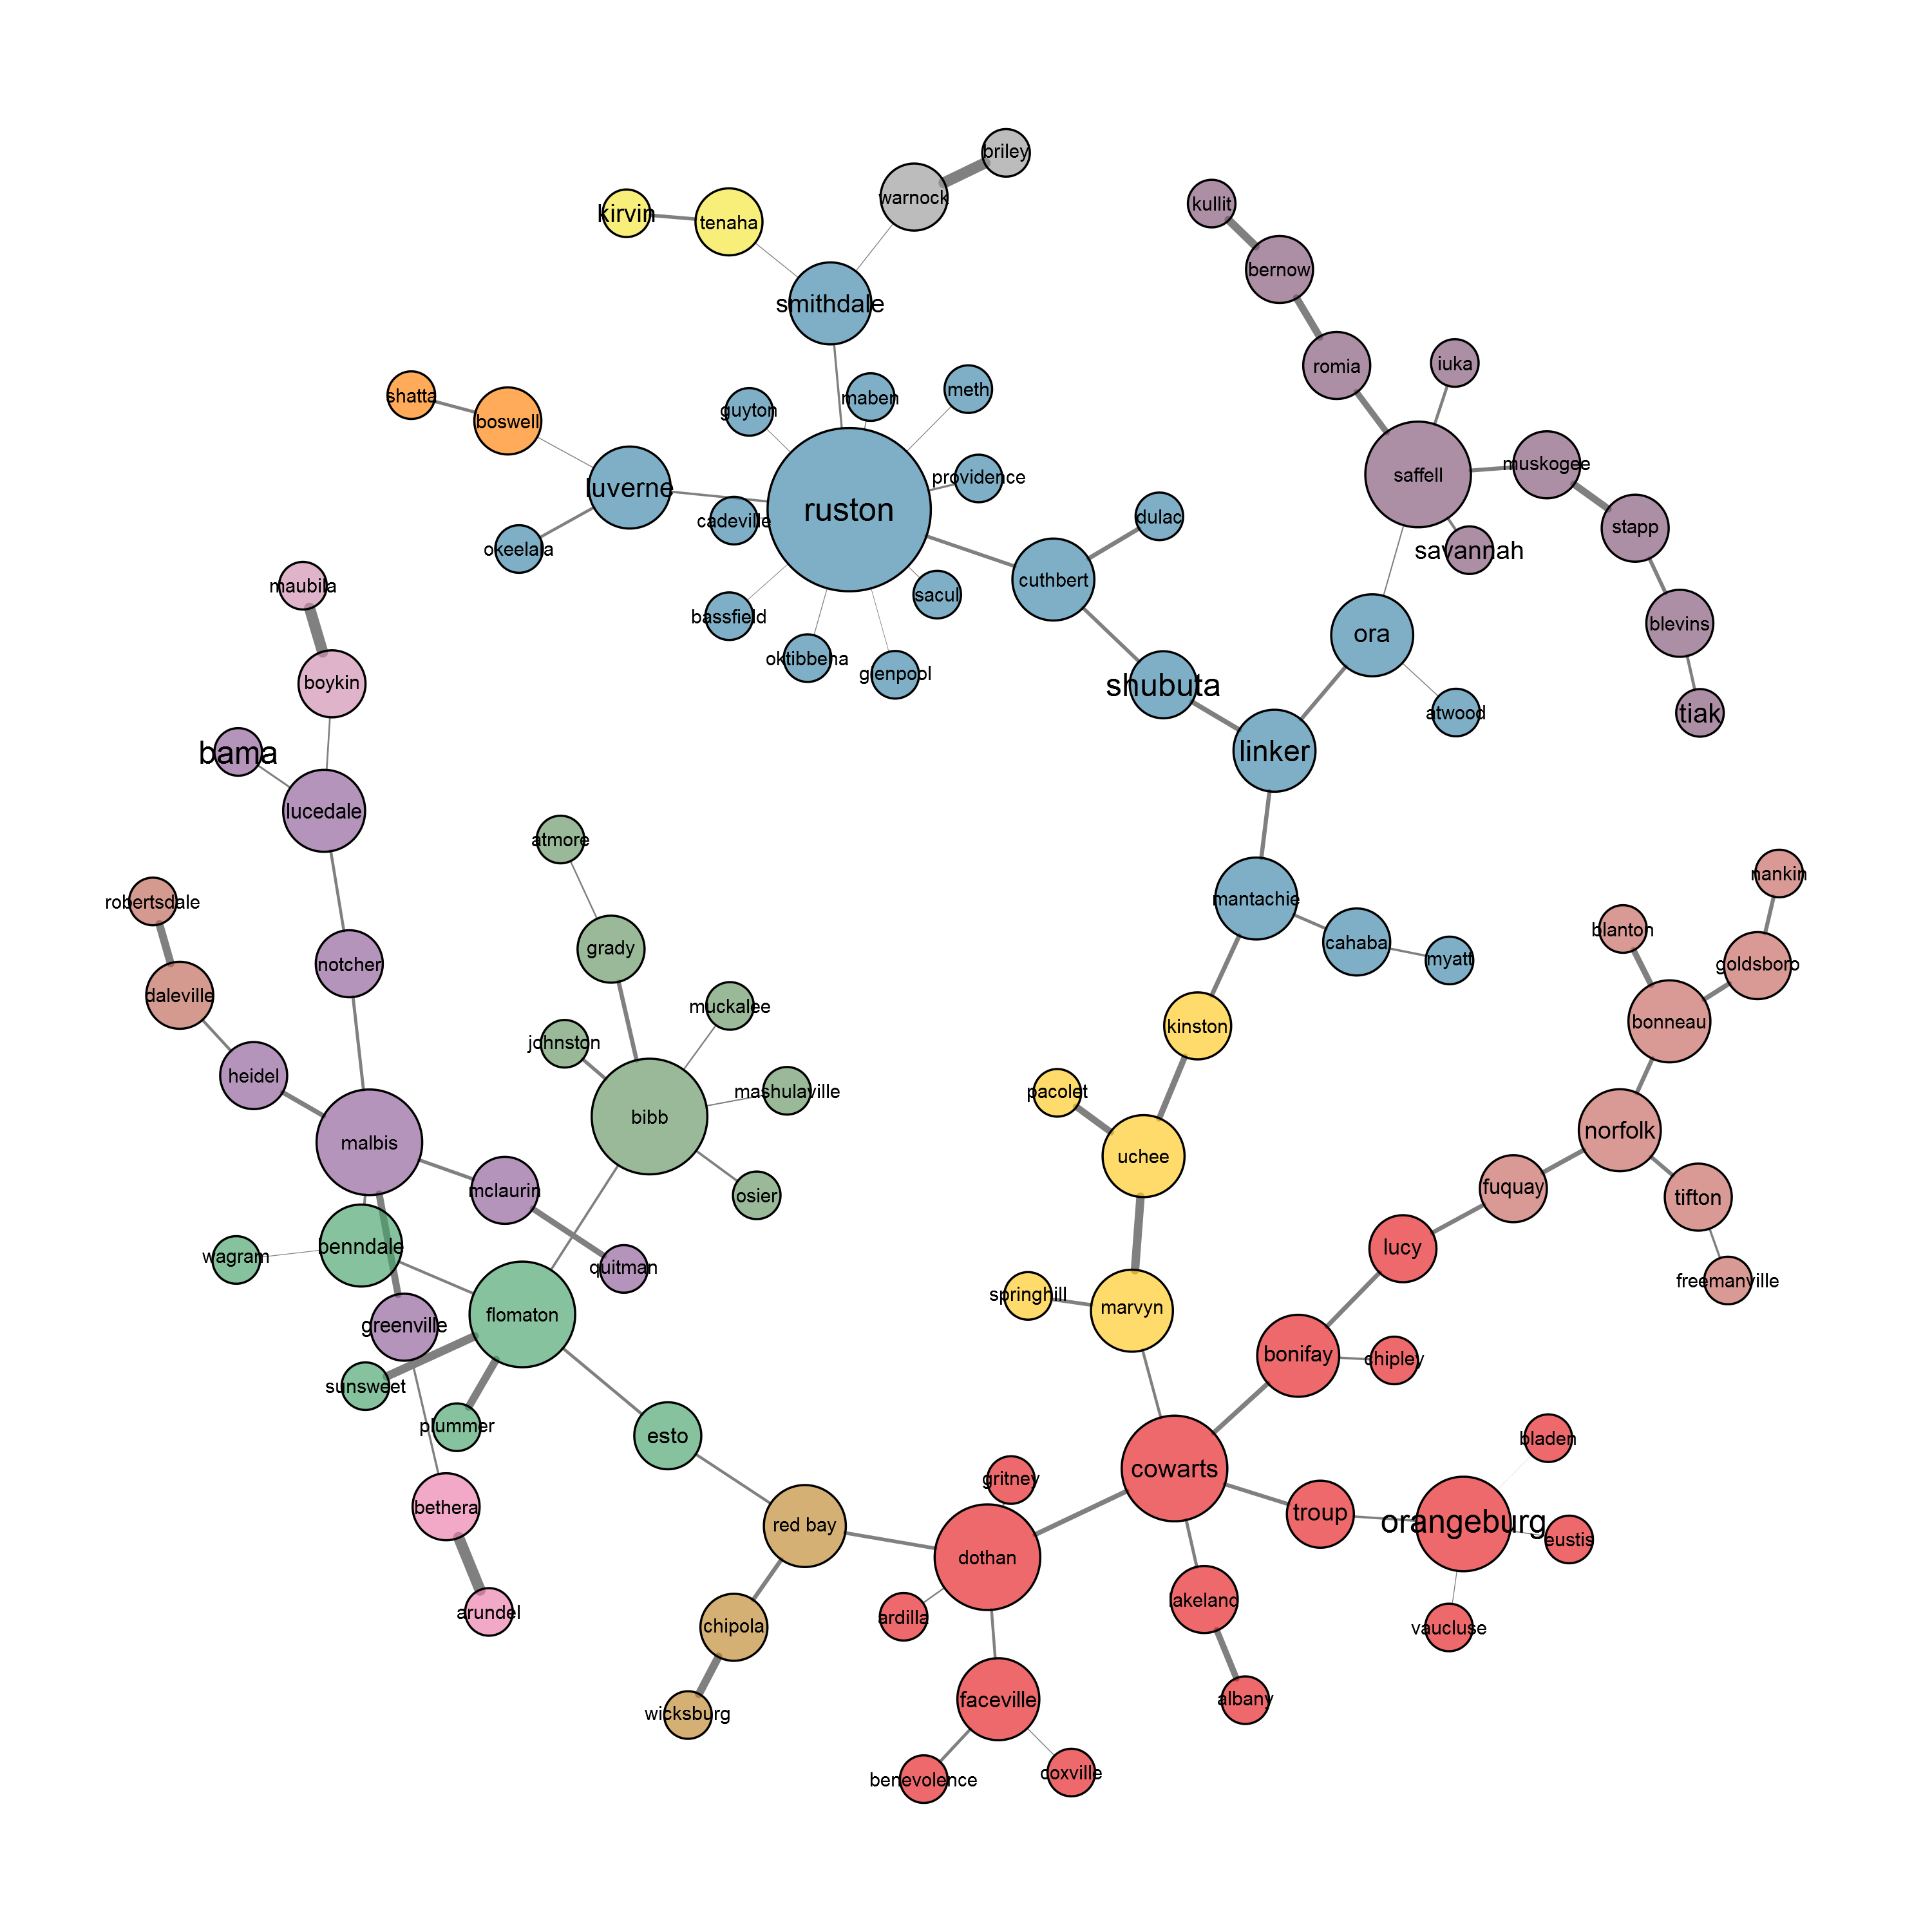 briley
warnock
kirvin
tenaha
kullit
bernow
smithdale
romia
iuka
shatta
boswell
guyton
maben
meth
luverne
providence
saffell
muskogee
cadeville
ruston
dulac
stapp
savannah
okeelala
cuthbert
maubila
bassfield
sacul
ora
blevins
oktibbeha
glenpool
boykin
shubuta
atwood
tiak
bama
linker
lucedale
atmore
nankin
robertsdale
mantachie
blanton
grady
cahaba
myatt
notcher
goldsboro
daleville
muckalee
kinston
bonneau
johnston
heidel
mashulaville
pacolet
bibb
malbis
uchee
norfolk
mclaurin
osier
fuquay
tifton
wagram
benndale
lucy
quitman
freemanville
springhill
marvyn
flomaton
greenville
bonifay
chipley
sunsweet
plummer
esto
bladen
cowarts
gritney
bethera
troup
orangeburg
red bay
eustis
dothan
lakeland
arundel
ardilla
chipola
vaucluse
wicksburg
faceville
albany
benevolence
coxville